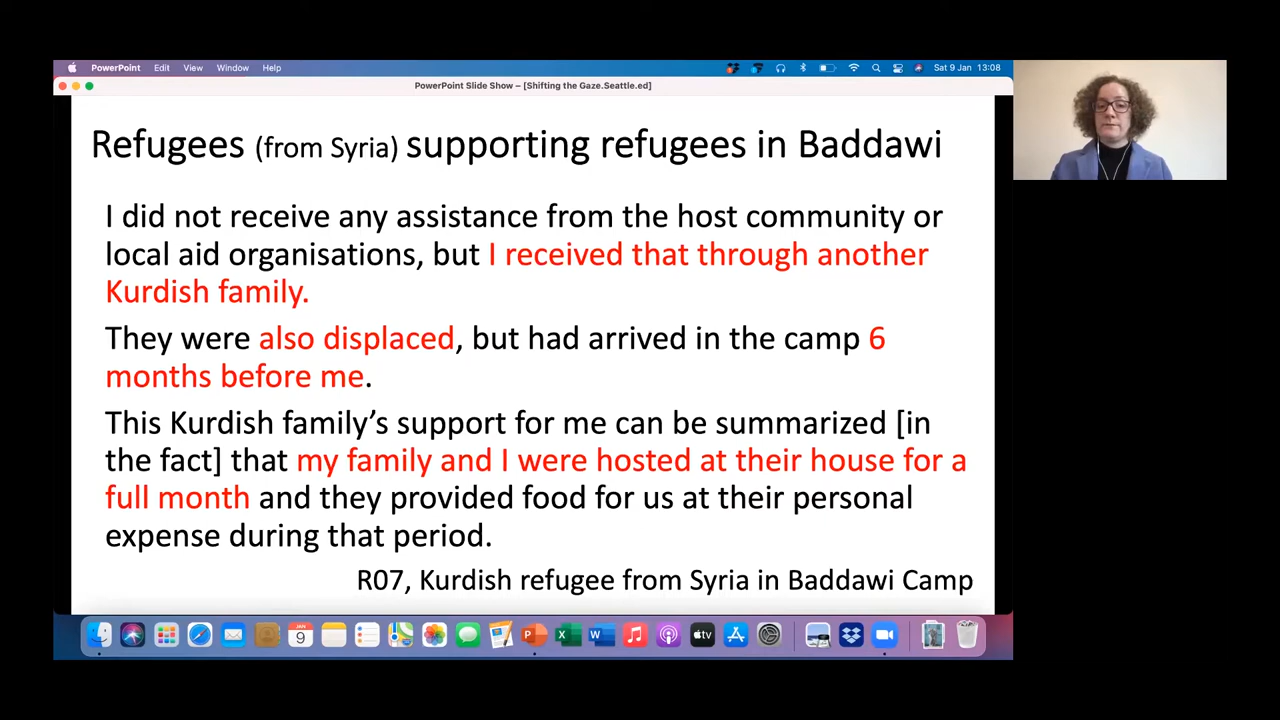 PowerPoint Edit View Window Help Sat 9 Jan 13:08
PowerPoint Slide Show – [Shifting the Gaze.Seattle.ed]
Refugees (from Syria) supporting refugees in Baddawi
I did not receive any assistance from the host community or
local aid organisations, but I received that through another
Kurdish family.
They were also displaced, but had arrived in the camp 6
months before me.
This Kurdish family’s support for me can be summarized [in
the fact] that my family and I were hosted at their house for a
full month and they provided food for us at their personal
expense during that period.
R07, Kurdish refugee from Syria in Baddawi Camp
JAN
9
P X W tv